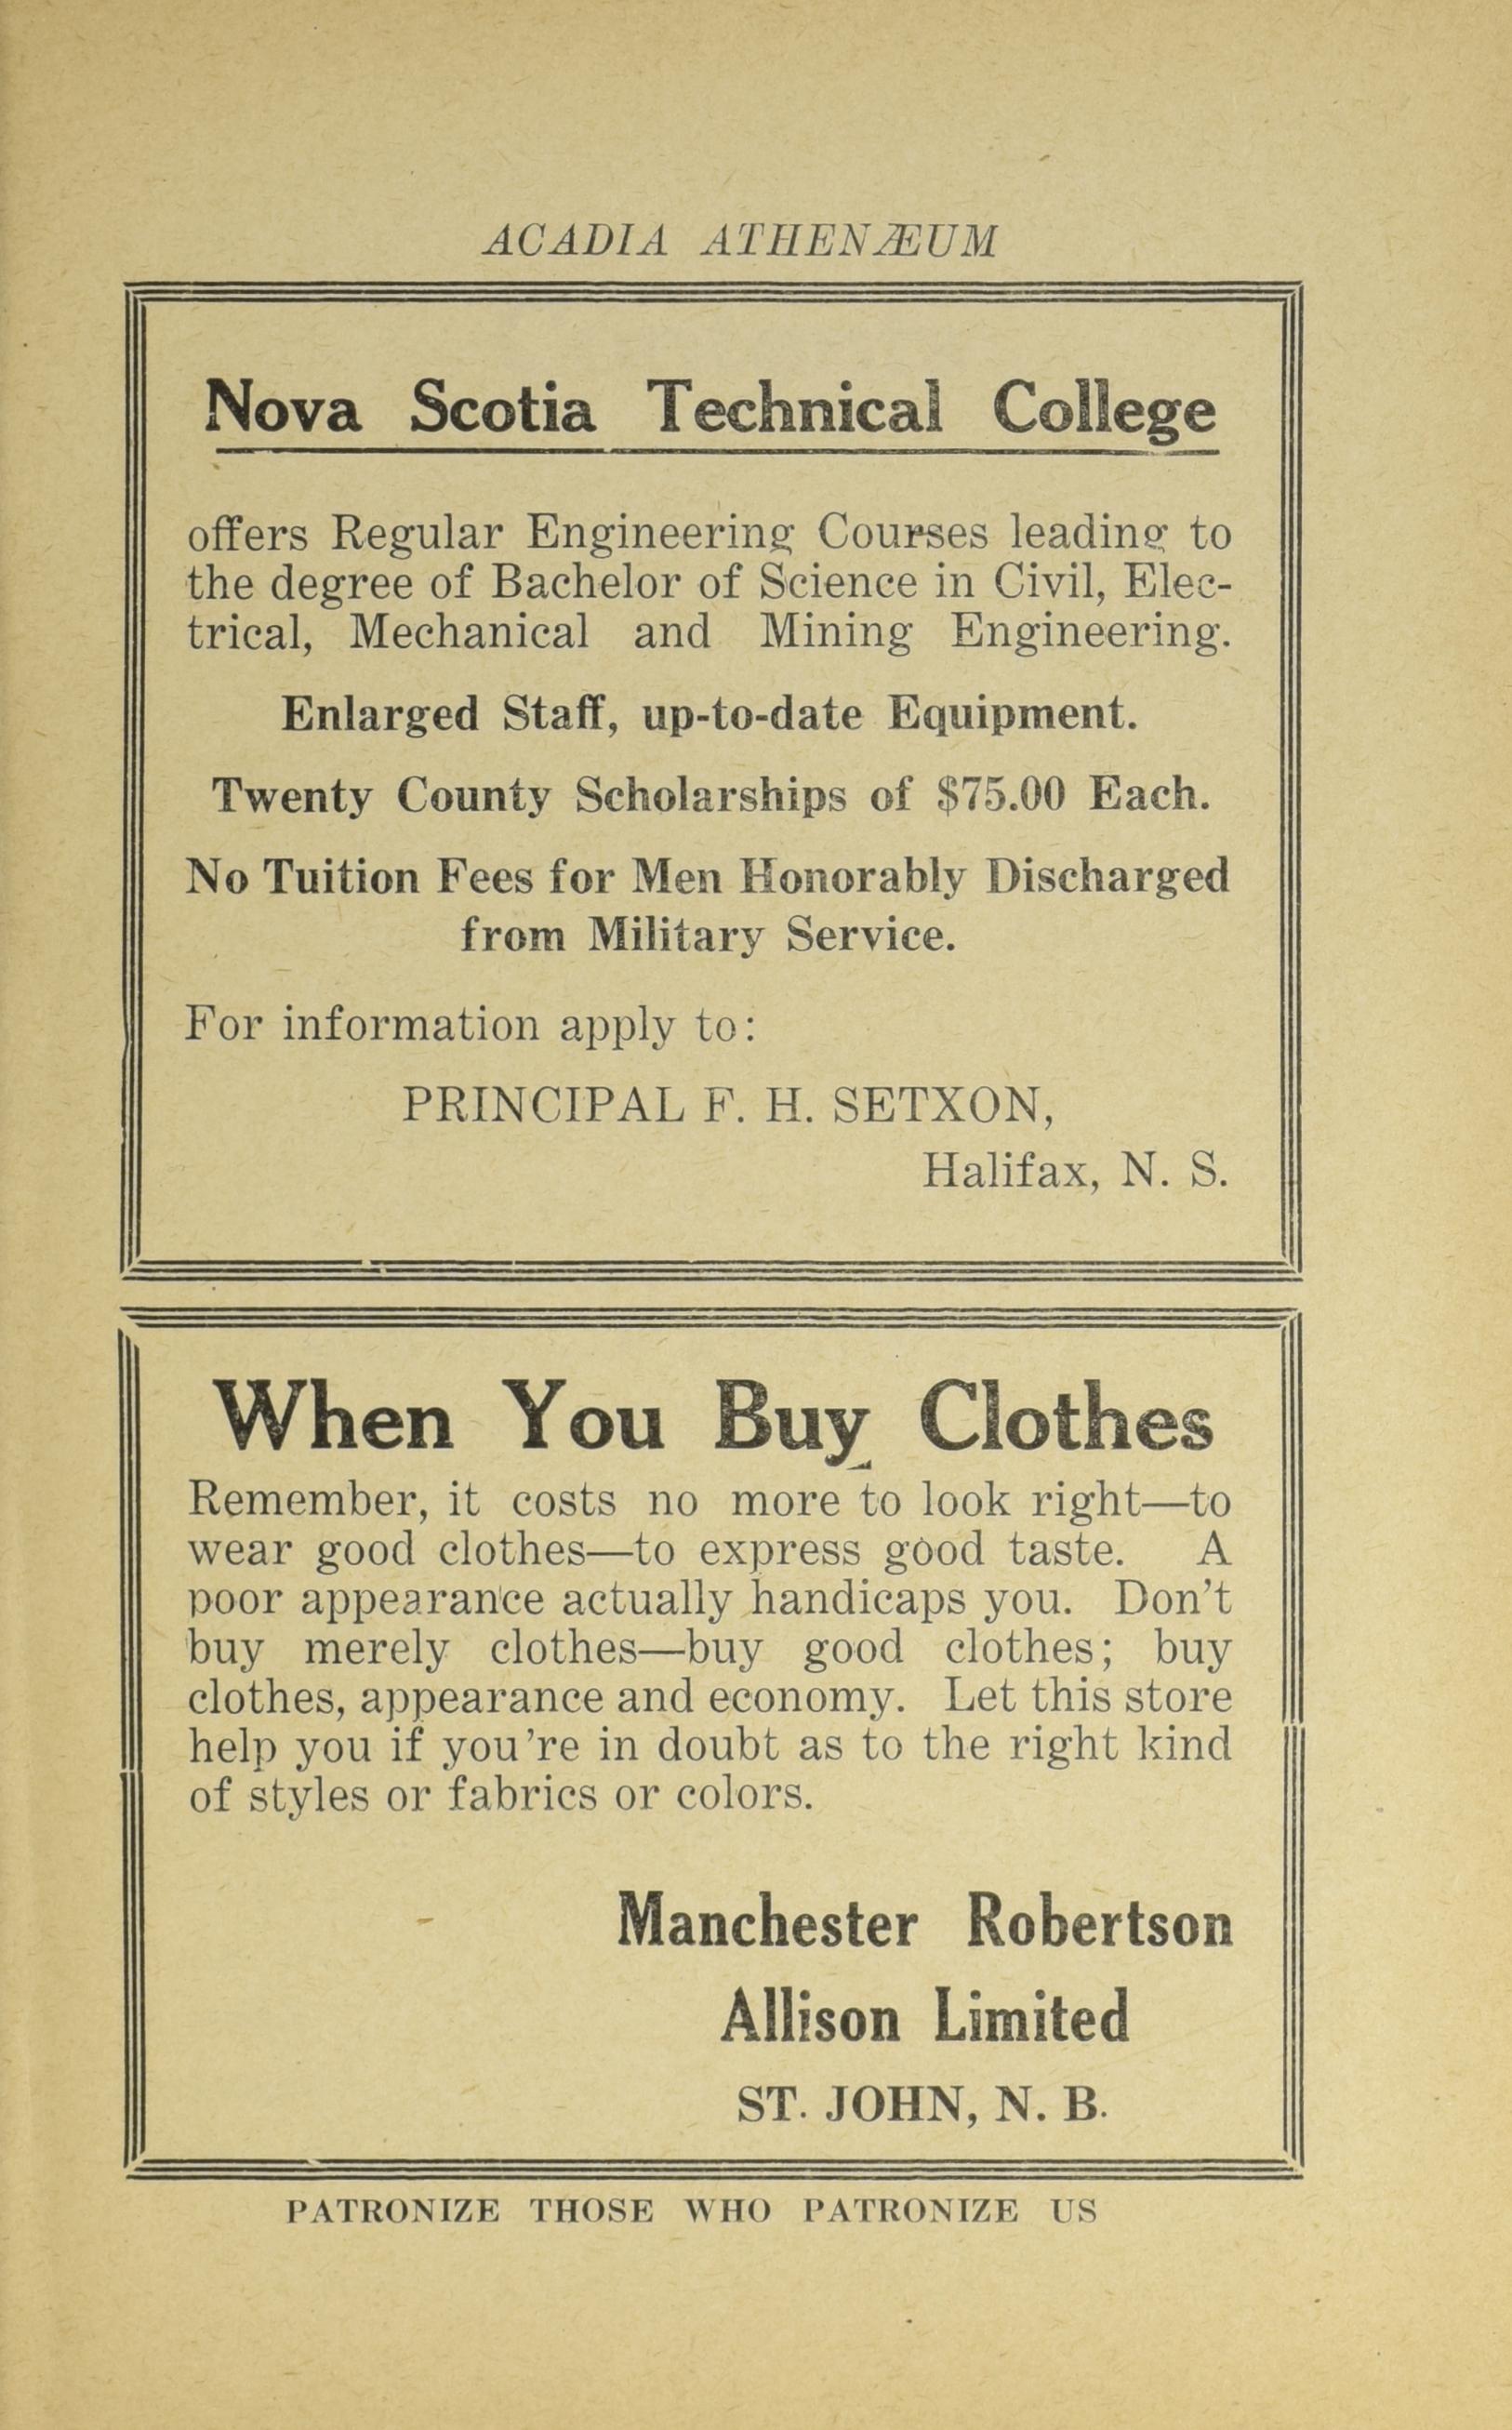 ACADIA ATHENÆUM
Nova Scotia Technical College
offers Regular Engineering Courses leading to
the degree of Bachelor of Science in Civil, Elec-
trical, Mechanical and Mining Engineering.
Enlarged Staff, up-to-date Equipment.
Twenty County Scholarships of $75.00 Each.
No Tuition Fees for Men Honorably Discharged
from Military Service.
For information apply to:
PRINCIPAL F. H. SETXON,
Halifax, N. S.
When You Buy Clothes
Remember, it costs no more to look right—to
wear good clothes—to express good taste. A
poor appearance actually handicaps you. Don't
buy merely clothes—buy good clothes; buy
clothes, appearance and economy. Let this store
help you if you're in doubt as to the right kind
of styles or fabrics or colors.
Manchester Robertson
Allison Limited
ST. JOHN, N. B.
PATRONIZE THOSE WHO PATRONIZE US